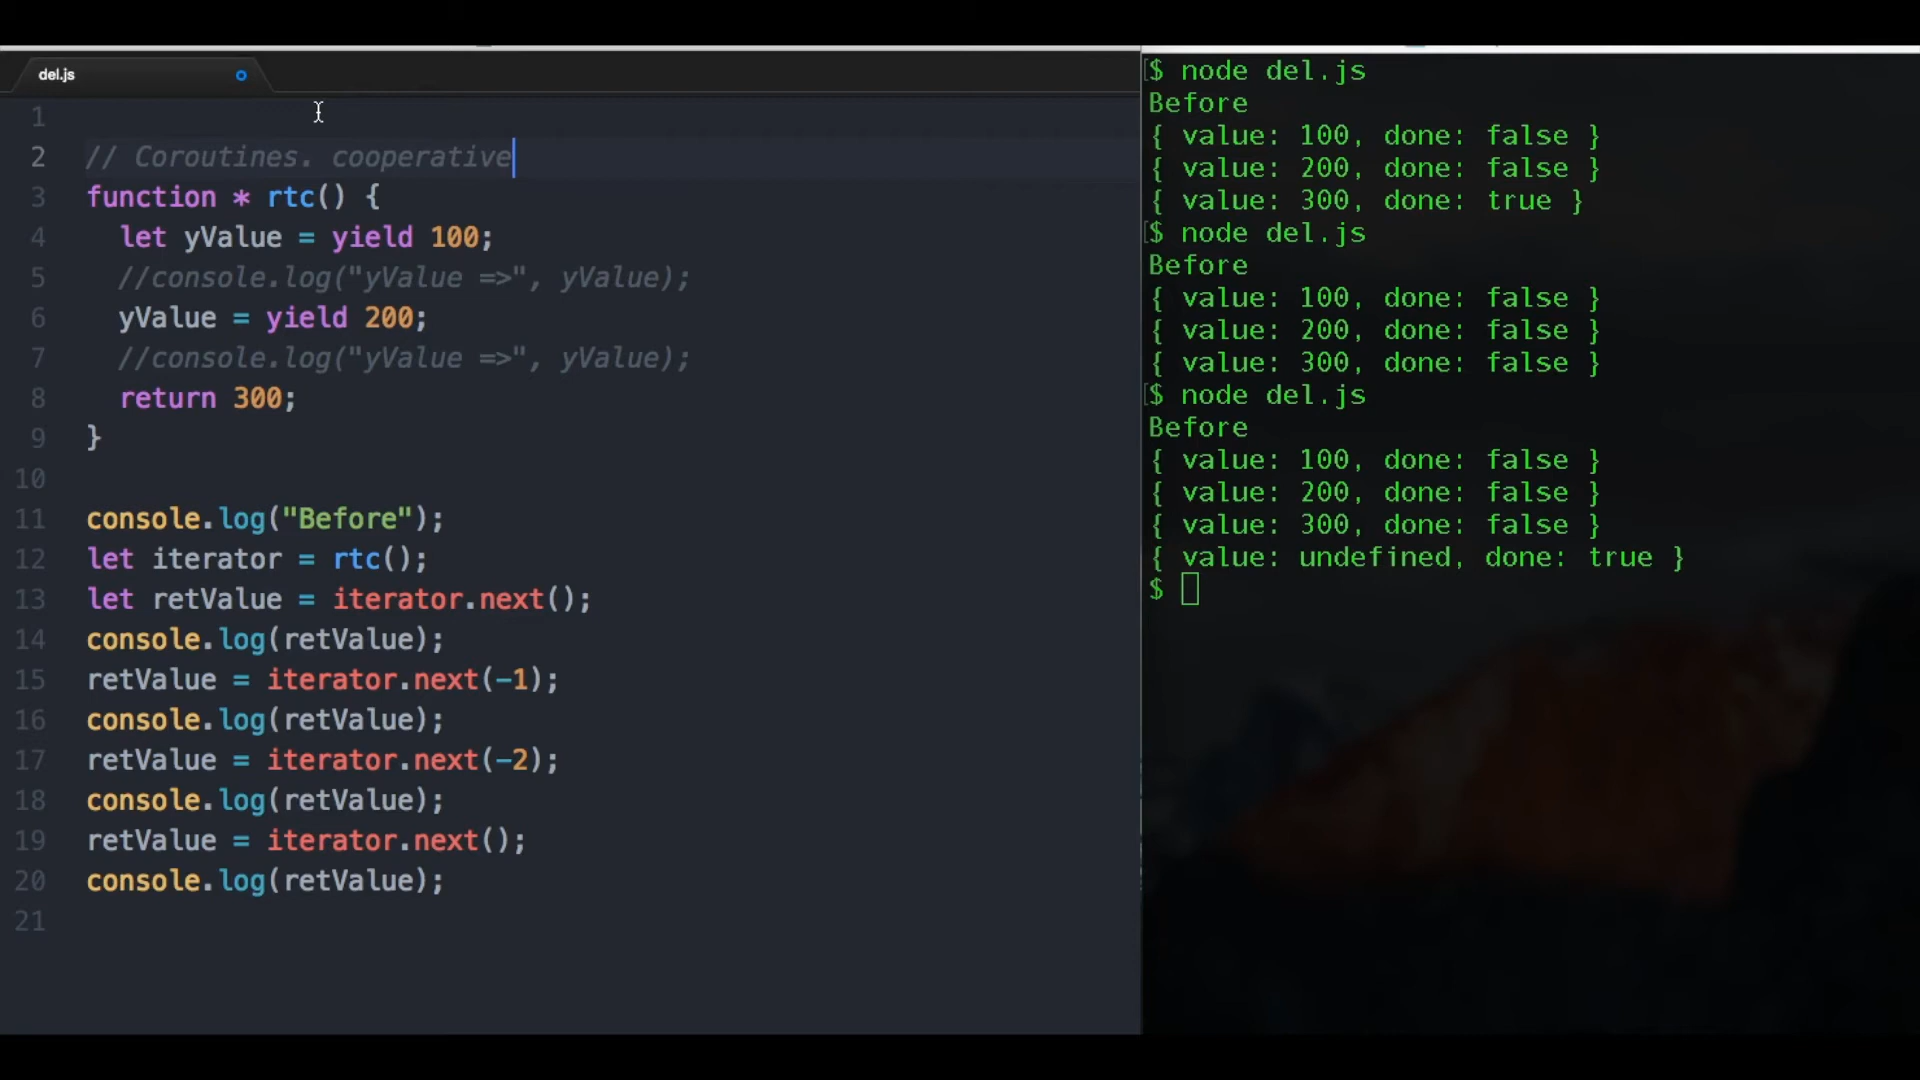 del.js
1
2 // Coroutines. cooperative
3 function * rtc() {
4 let yValue = yield 100;
5 //console.log("yValue =>", yValue);
6 yValue = yield 200;
7 //console.log("yValue =>", yValue);
8 return 300;
9 }
10
11 console.log("Before");
12 let iterator = rtc();
13 let retValue = iterator.next();
14 console.log(retValue);
15 retValue = iterator.next(-1);
16 console.log(retValue);
17 retValue = iterator.next(-2);
18 console.log(retValue);
19 retValue = iterator.next();
20 console.log(retValue);
21
[$ node del.js
Before
{ value: 100, done: false }
{ value: 200, done: false }
{ value: 300, done: true }
[$ node del.js
Before
{ value: 100, done: false }
{ value: 200, done: false }
{ value: 300, done: false }
[$ node del.js
Before
{ value: 100, done: false }
{ value: 200, done: false }
{ value: 300, done: false }
{ value: undefined, done: true }
$